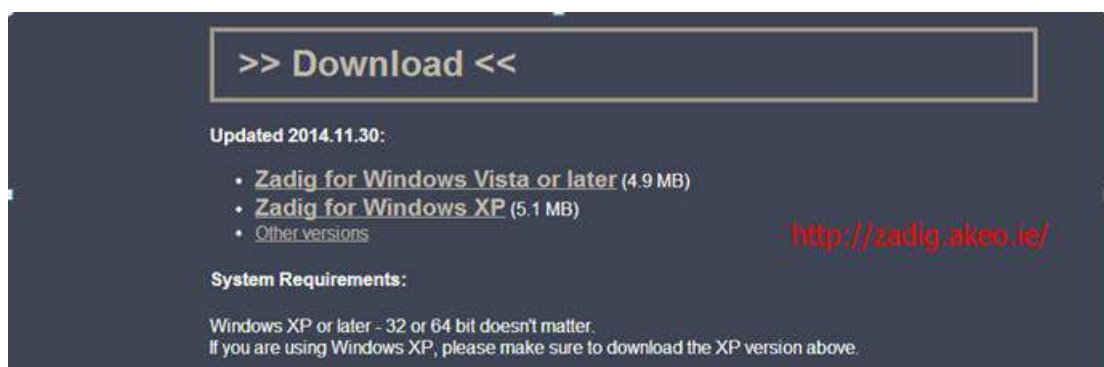 >> Download <<
Updated 2014.11.30:
• Zadig for Windows Vista or later (4.9 MB)
• Zadig for Windows XP (5.1 MB)
• Other versions
http://zadig.akeo.ie/
System Requirements:
Windows XP or later - 32 or 64 bit doesn't matter.
If you are using Windows XP, please make sure to download the XP version above.